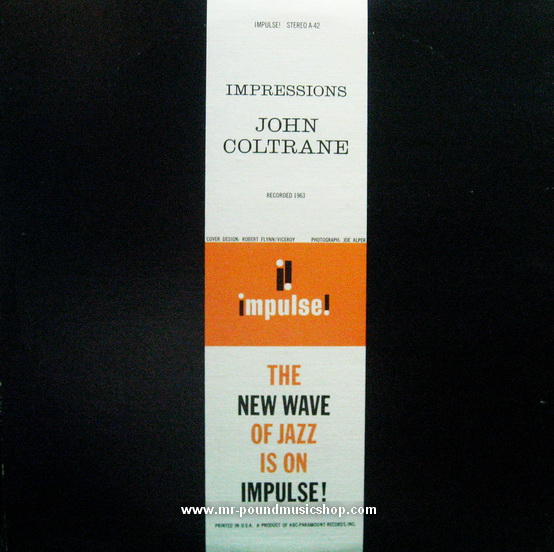 IMPULSE! STEREO A-42
IMPRESSIONS
JOHN
COLTRANE
RECORDED 1963
COVER DESIGN: ROBERT FLYNN/VICEROY PHOTOGRAPH: JOE ALPER
impulse!
THE
NEW WAVE
OF JAZZ
IS ON
IMPULSE!
www.mr-poundmusicshop.com
PRINTED IN U.S.A. A PRODUCT OF ABC-PARAMOUNT RECORDS, INC.